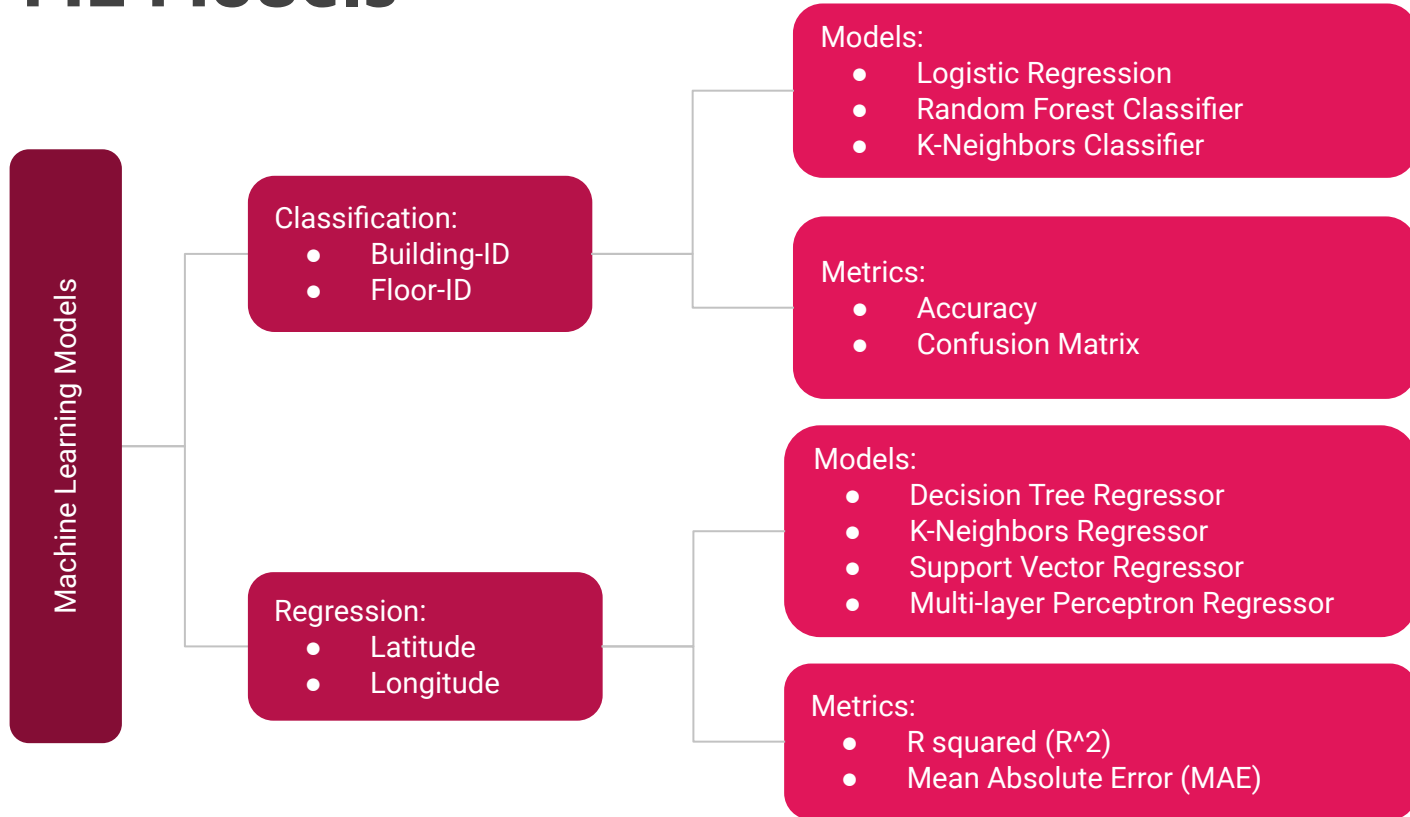 ML Models
Machine Learning Models
Classification:
● Building-ID
● Floor-ID
Models:
● Logistic Regression
● Random Forest Classifier
● K-Neighbors Classifier
Metrics:
● Accuracy
● Confusion Matrix
Regression:
● Latitude
● Longitude
Models:
● Decision Tree Regressor
● K-Neighbors Regressor
● Support Vector Regressor
● Multi-layer Perceptron Regressor
Metrics:
● R squared (R^2)
● Mean Absolute Error (MAE)